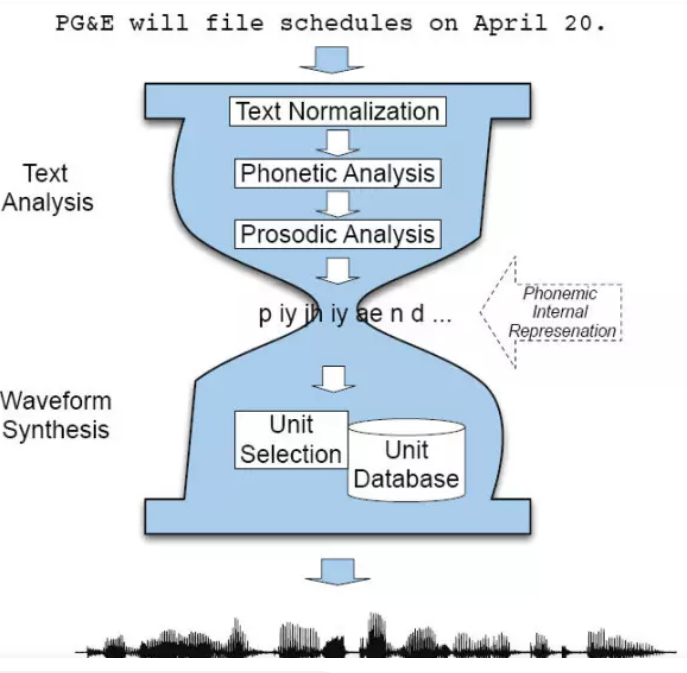 PG&E will file schedules on April 20.
Text Normalization
Text
Analysis
Phonetic Analysis
Prosodic Analysis
p iy jh iy ae n d ...
Phonemic
Internal
Represenation
Waveform
Synthesis
Unit
Selection
Unit
Database